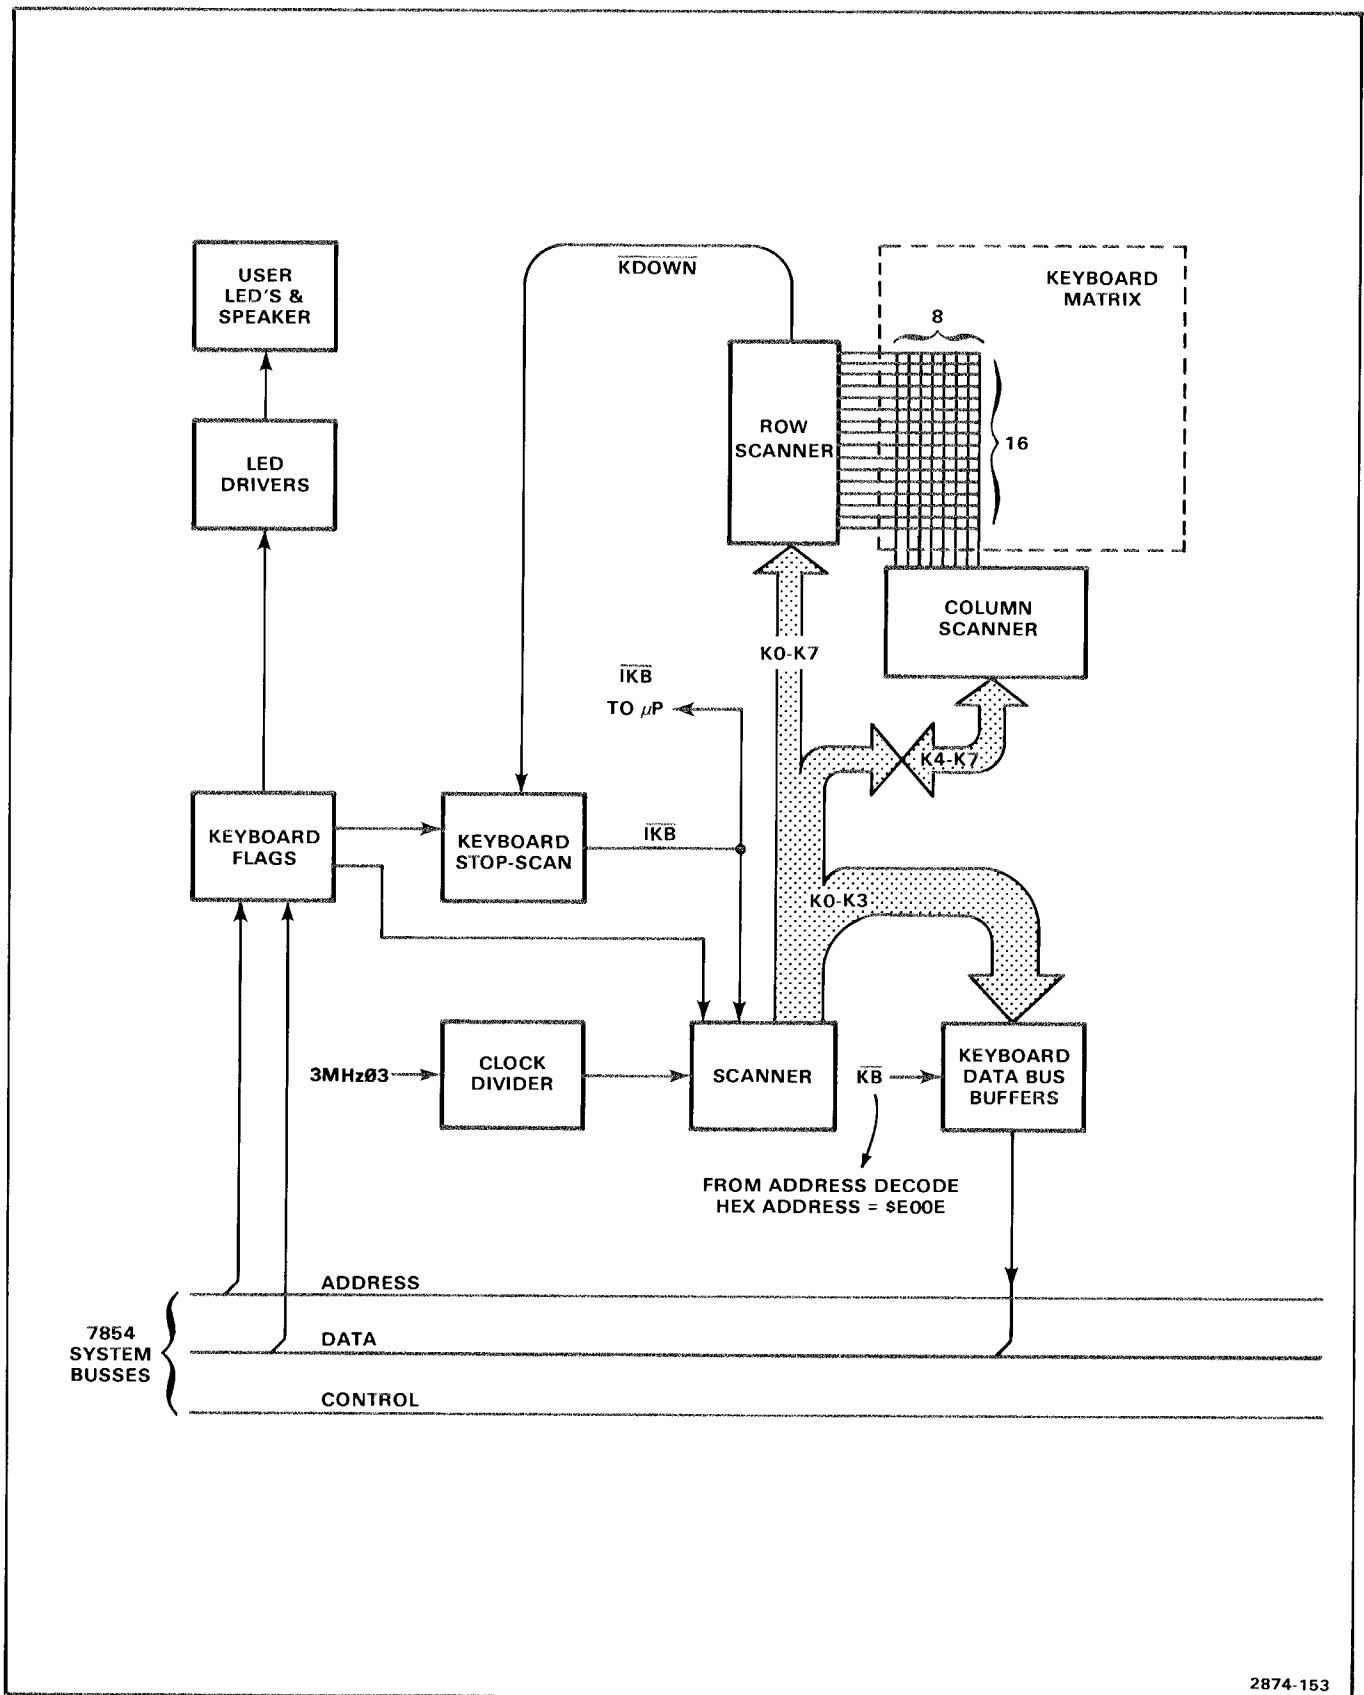 USER
LED'S &
SPEAKER
KDOWN
KEYBOARD
MATRIX
8
ROW
SCANNER
16
LED
DRIVERS
COLUMN
SCANNER
K0-K7
IKB
TO μP
K4-K7
KEYBOARD
FLAGS
KEYBOARD
STOP-SCAN
IKB
K0-K3
3MHzØ3
CLOCK
DIVIDER
SCANNER
KB
KEYBOARD
DATA BUS
BUFFERS
FROM ADDRESS DECODE
HEX ADDRESS = $E00E
ADDRESS
7854
SYSTEM
BUSSES
DATA
CONTROL
2874-153